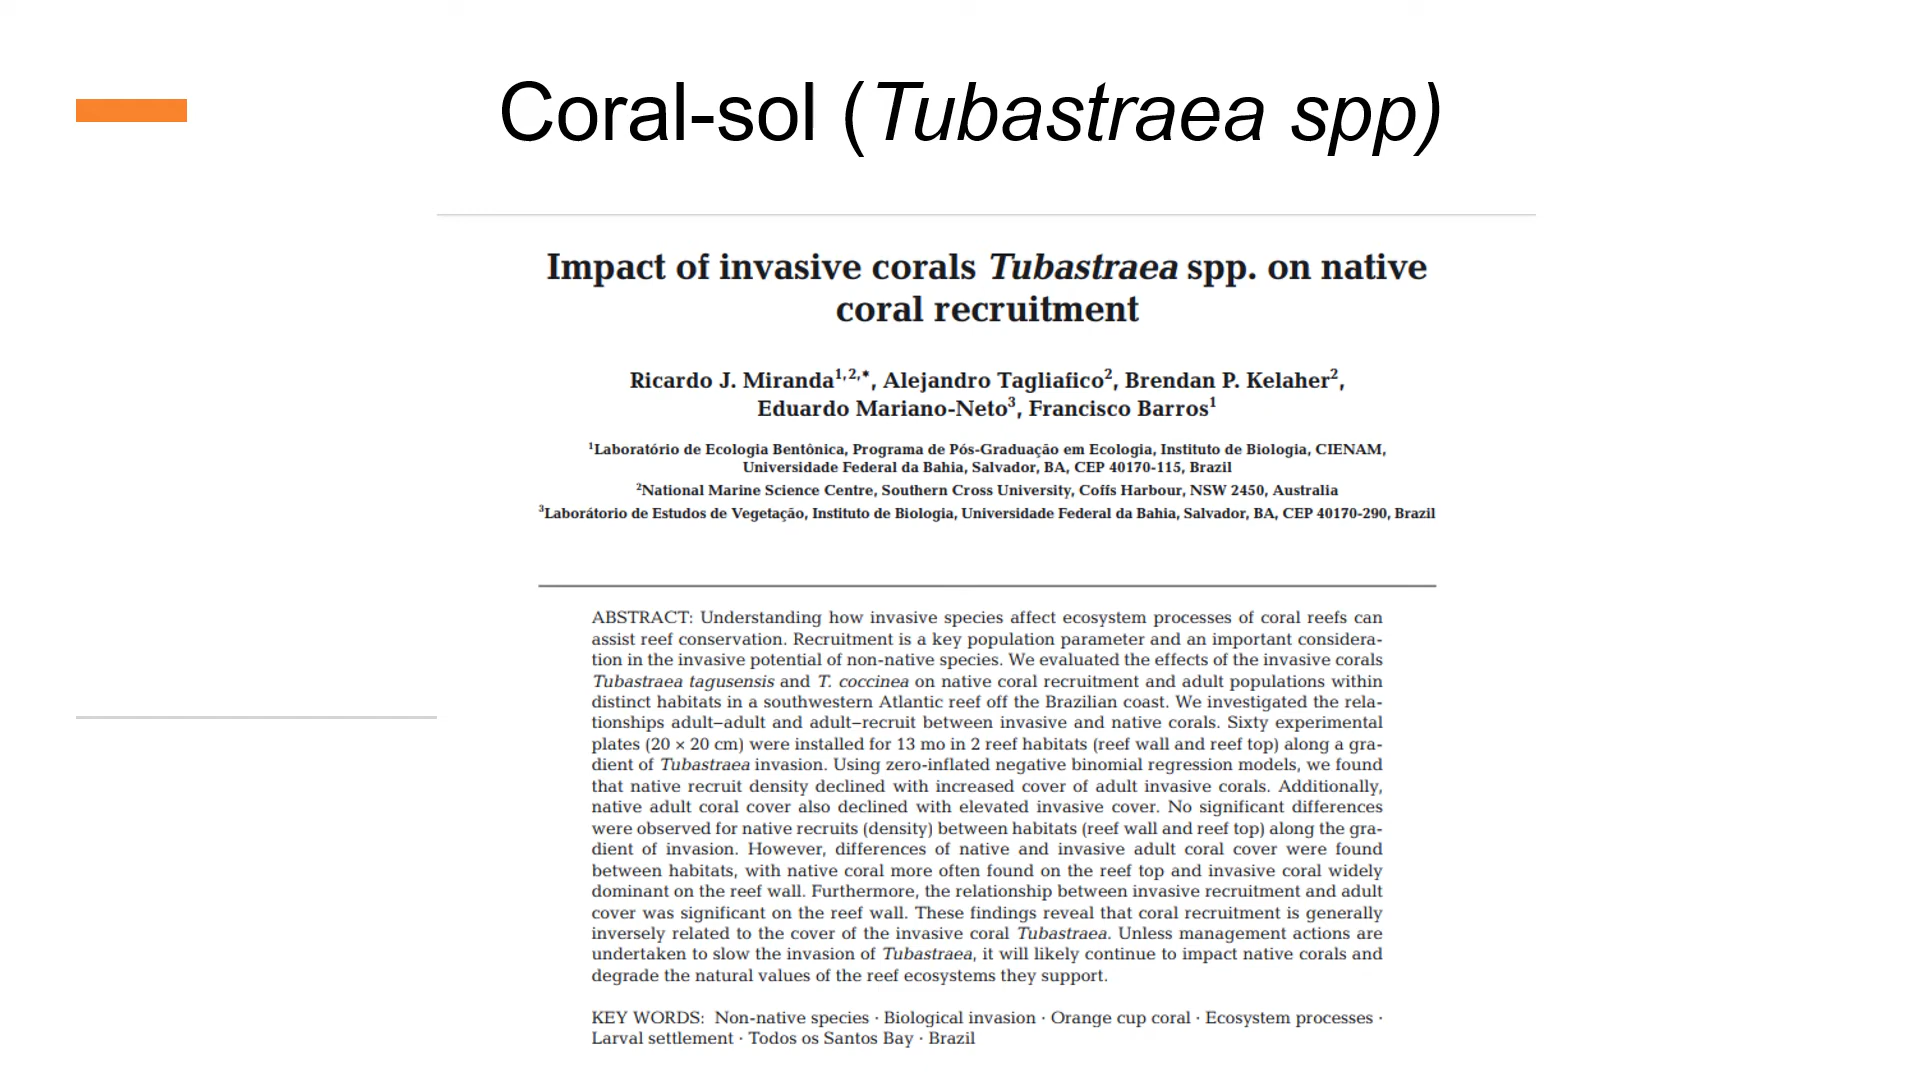 Coral-sol (Tubastraea spp)
Impact of invasive corals Tubastraea spp. on native
coral recruitment
Ricardo J. Miranda1,2,*, Alejandro Tagliafico2, Brendan P. Kelaher2,
Eduardo Mariano-Neto3, Francisco Barros1
1Laboratório de Ecologia Bentônica, Programa de Pós-Graduação em Ecologia, Instituto de Biologia, CIENAM,
Universidade Federal da Bahia, Salvador, BA, CEP 40170-115, Brazil
2National Marine Science Centre, Southern Cross University, Coffs Harbour, NSW 2450, Australia
3Laborátorio de Estudos de Vegetação, Instituto de Biologia, Universidade Federal da Bahia, Salvador, BA, CEP 40170-290, Brazil
ABSTRACT: Understanding how invasive species affect ecosystem processes of coral reefs can
assist reef conservation. Recruitment is a key population parameter and an important considera-
tion in the invasive potential of non-native species. We evaluated the effects of the invasive corals
Tubastraea tagusensis and T. coccinea on native coral recruitment and adult populations within
distinct habitats in a southwestern Atlantic reef off the Brazilian coast. We investigated the rela-
tionships adult–adult and adult–recruit between invasive and native corals. Sixty experimental
plates (20 × 20 cm) were installed for 13 mo in 2 reef habitats (reef wall and reef top) along a gra-
dient of Tubastraea invasion. Using zero-inflated negative binomial regression models, we found
that native recruit density declined with increased cover of adult invasive corals. Additionally,
native adult coral cover also declined with elevated invasive cover. No significant differences
were observed for native recruits (density) between habitats (reef wall and reef top) along the gra-
dient of invasion. However, differences of native and invasive adult coral cover were found
between habitats, with native coral more often found on the reef top and invasive coral widely
dominant on the reef wall. Furthermore, the relationship between invasive recruitment and adult
cover was significant on the reef wall. These findings reveal that coral recruitment is generally
inversely related to the cover of the invasive coral Tubastraea. Unless management actions are
undertaken to slow the invasion of Tubastraea, it will likely continue to impact native corals and
degrade the natural values of the reef ecosystems they support.
KEY WORDS: Non-native species · Biological invasion · Orange cup coral · Ecosystem processes ·
Larval settlement · Todos os Santos Bay · Brazil